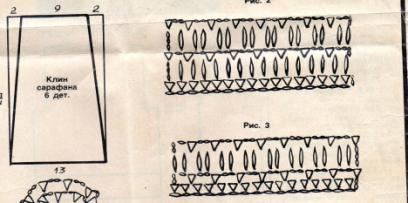 2 9 2
Клин
сарафана
6 дет.
13
Рис. 2
Рис. 3